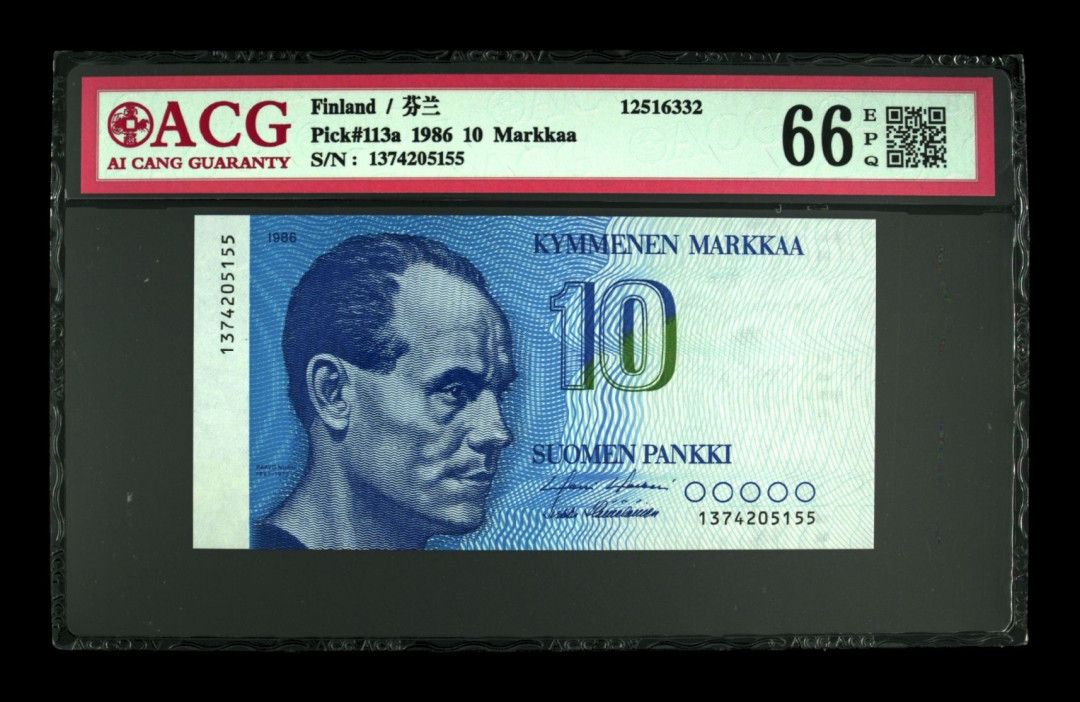 ACG
AI CANG GUARANTY
Finland / 芬兰
Pick#113a 1986 10 Markkaa
S/N: 1374205155
12516332
66
EPQ
1374205155
1986
KYMMENEN MARKKAA
10
SUOMEN PANKKI
1374205155